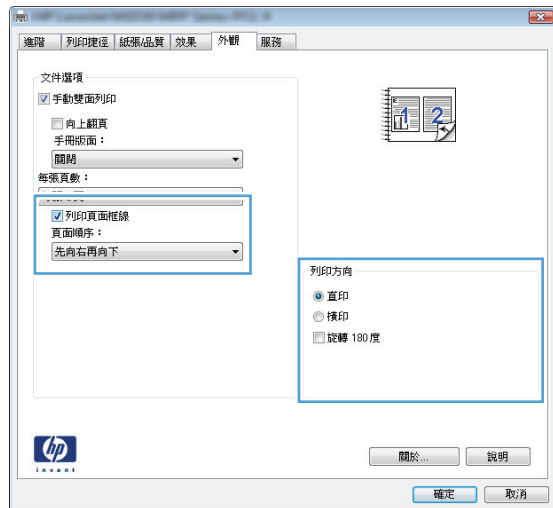 進階 列印捷徑 紙張/品質 效果 外觀 服務
文件選項
手動雙面列印
向上翻頁
手冊版面：
關閉
每張頁數：
列印頁面框線
頁面順序：
先向右再向下
1 2
列印方向
直印
橫印
旋轉 180 度
hp
invent
關於... 說明
確定 取消